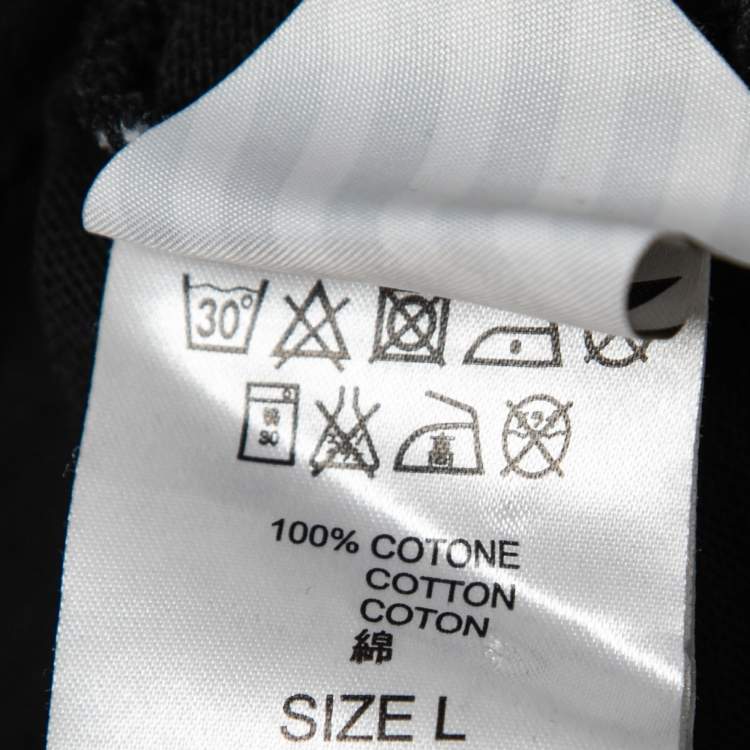 30°
100% COTONE
COTTON
COTON
綿
SIZE L